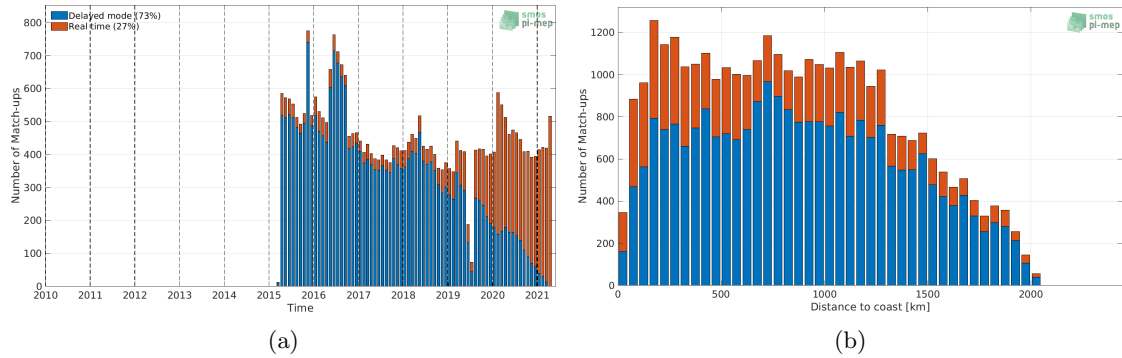 Delayed mode (73%)
Real time (27%)
smos
pi-mep
Number of Match-ups
800
700
600
500
400
300
200
100
0
2010 2011 2012 2013 2014 2015 2016 2017 2018 2019 2020 2021
Time
(a)
smos
pi-mep
Number of Match-ups
1200
1000
800
600
400
200
0
0 500 1000 1500 2000
Distance to coast [km]
(b)